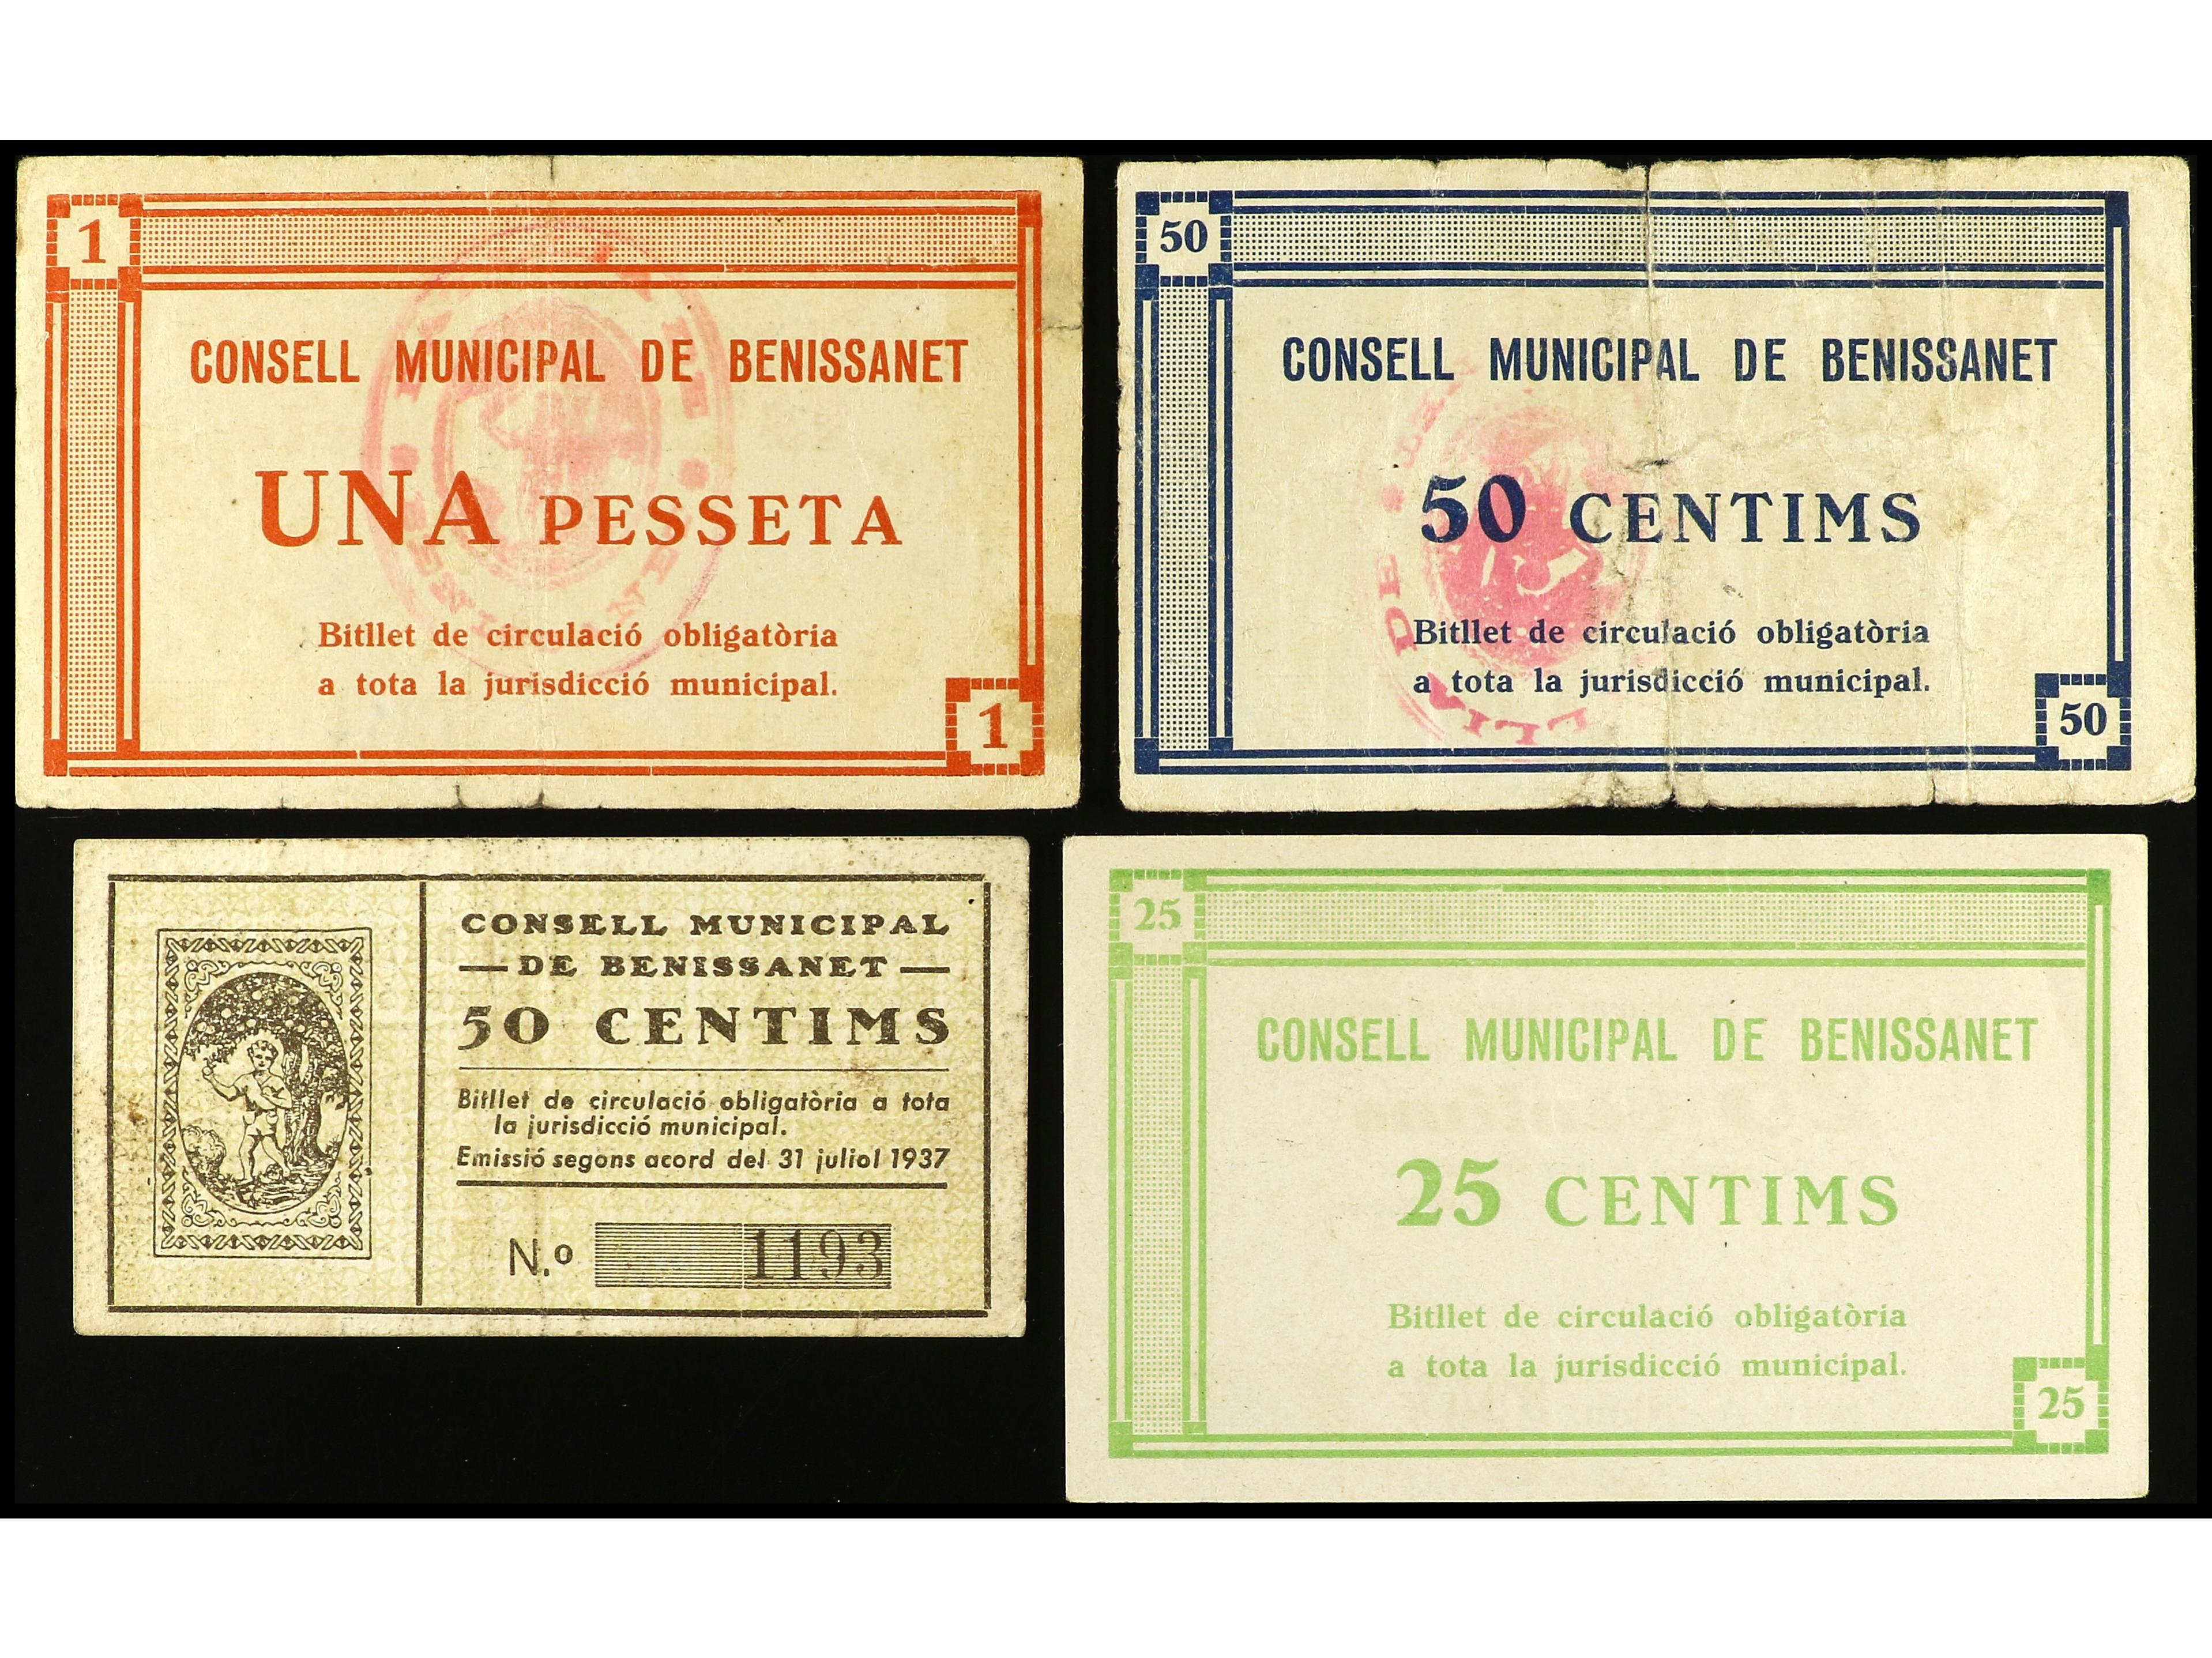 1
CONSELL MUNICIPAL DE BENISSANET
UNA PESSETA
Bitllet de circulació obligatòria
a tota la jurisdicció municipal.
1
50
CONSELL MUNICIPAL DE BENISSANET
50 CENTIMS
Bitllet de circulació obligatòria
a tota la jurisdicció municipal.
50
DE
CONSELL MUNICIPAL
DE BENISSANET
50 CENTIMS
Bitllet de circulació obligatòria a tota
la jurisdicció municipal.
Emissió segons acord del 31 juliol 1937
N.º 1193
25
CONSELL MUNICIPAL DE BENISSANET
25 CENTIMS
Bitllet de circulació obligatòria
a tota la jurisdicció municipal.
25